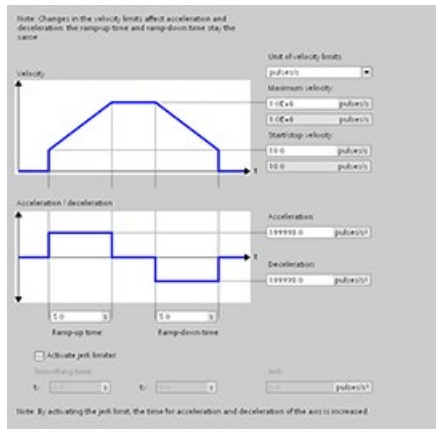 Note: Changes in the velocity limits affect acceleration and
deceleration: the ramp-up time and ramp-down time stay the
same
Unit of velocity limits:
pulses/s
Velocity
Maximum velocity:
1.0E+6 pulses/s
1.0E+6 pulses/s
Start/stop velocity:
10.0 pulses/s
10.0 pulses/s
t
Acceleration / deceleration
Acceleration:
199998.0 pulses/s²
t
Deceleration:
199998.0 pulses/s²
5.0 s 5.0 s
Ramp-up time: Ramp-down time:
Activate jerk limiter
Smoothing time: Jerk:
t₁: s t₂: s pulses/s³
Note: By activating the jerk limit, the time for acceleration and deceleration of the axis is increased.